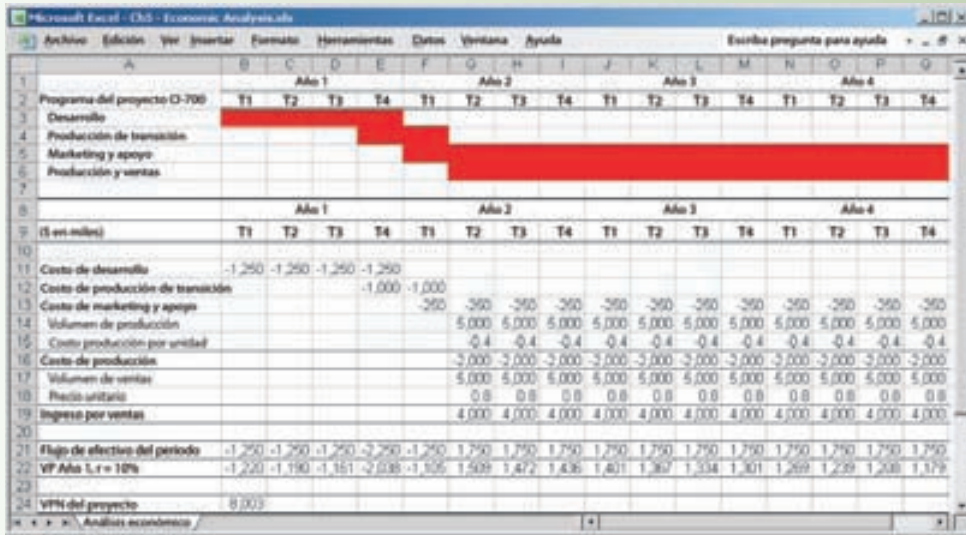 Microsoft Excel - Ch5 - Economic Analysis.xls
Archivo Edición Ver Insertar Formato Herramientas Datos Ventana Ayuda Escriba pregunta para ayuda
A B C D E F G H I J K L M N O P Q
1 Año 1 Año 2 Año 3 Año 4
2 Programa del proyecto CI-700 T1 T2 T3 T4 T1 T2 T3 T4 T1 T2 T3 T4 T1 T2 T3 T4
3 Desarrollo
4 Producción de transición
5 Marketing y apoyo
6 Producción y ventas
7
8 Año 1 Año 2 Año 3 Año 4
9 ($ en miles) T1 T2 T3 T4 T1 T2 T3 T4 T1 T2 T3 T4 T1 T2 T3 T4
10
11 Costo de desarrollo -1,250 -1,250 -1,250 -1,250
12 Costo de producción de transición -1,000 -1,000
13 Costo de marketing y apoyo -250 -250 -250 -250 -250 -250 -250 -250 -250 -250 -250 -250
14 Volumen de producción 5,000 5,000 5,000 5,000 5,000 5,000 5,000 5,000 5,000 5,000 5,000
15 Costo producción por unidad -0.4 -0.4 -0.4 -0.4 -0.4 -0.4 -0.4 -0.4 -0.4 -0.4 -0.4
16 Costo de producción -2,000 -2,000 -2,000 -2,000 -2,000 -2,000 -2,000 -2,000 -2,000 -2,000 -2,000
17 Volumen de ventas 5,000 5,000 5,000 5,000 5,000 5,000 5,000 5,000 5,000 5,000 5,000
18 Precio unitario 0.8 0.8 0.8 0.8 0.8 0.8 0.8 0.8 0.8 0.8 0.8
19 Ingreso por ventas 4,000 4,000 4,000 4,000 4,000 4,000 4,000 4,000 4,000 4,000 4,000
20
21 Flujo de efectivo del periodo -1,250 -1,250 -1,250 -2,250 -1,250 1,750 1,750 1,750 1,750 1,750 1,750 1,750 1,750 1,750 1,750 1,750
22 VP Año 1, r = 10% -1,220 -1,190 -1,161 -2,038 -1,105 1,509 1,472 1,436 1,401 1,367 1,334 1,301 1,269 1,239 1,208 1,179
23
24 VPN del proyecto 8,003
Análisis económico